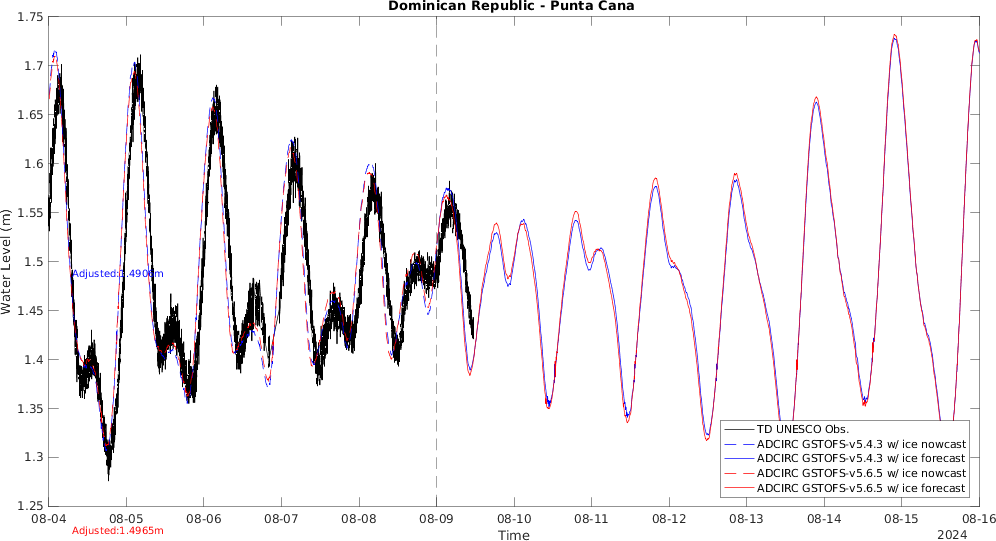 Dominican Republic - Punta Cana
1.75
1.7
1.65
1.6
1.55
1.5
1.45
1.4
1.35
1.3
1.25
Water Level (m)
Adjusted:1.4906m
Adjusted:1.4965m
TD UNESCO Obs.
ADCIRC GSTOFS-v5.4.3 w/ ice nowcast
ADCIRC GSTOFS-v5.4.3 w/ ice forecast
ADCIRC GSTOFS-v5.6.5 w/ ice nowcast
ADCIRC GSTOFS-v5.6.5 w/ ice forecast
08-04 08-05 08-06 08-07 08-08 08-09 08-10 08-11 08-12 08-13 08-14 08-15 08-16
Time
2024